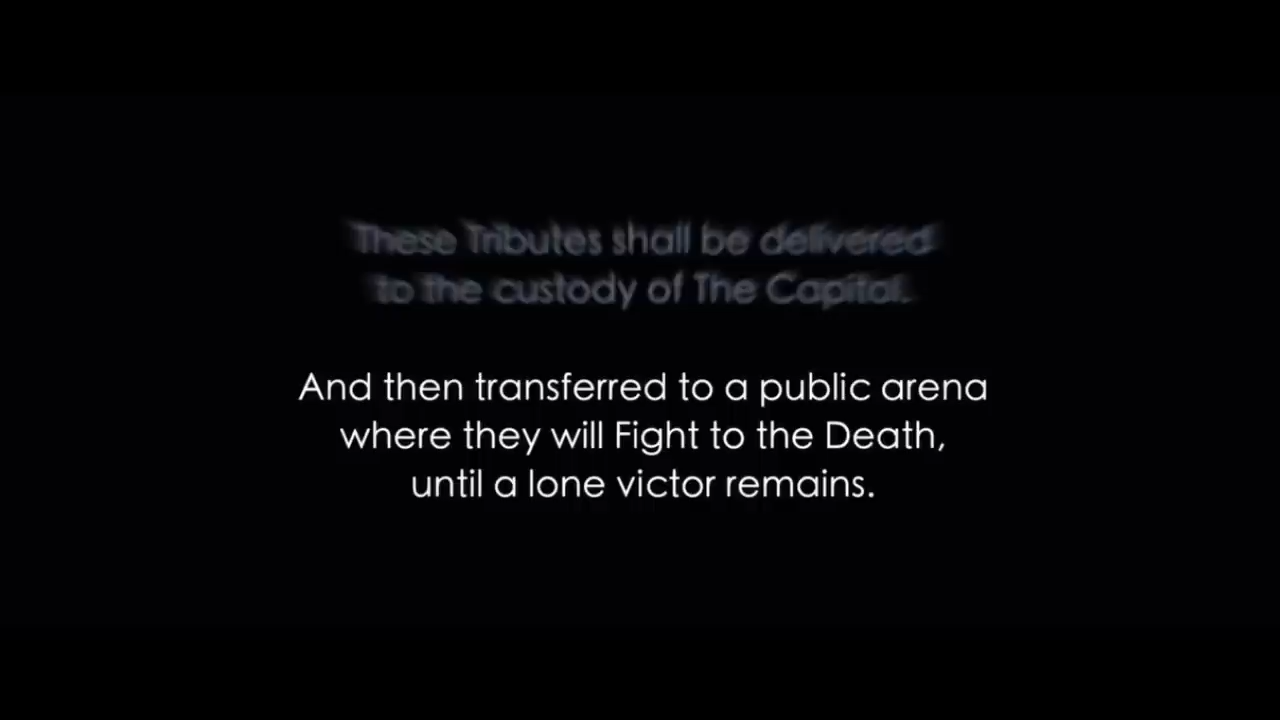 These Tributes shall be delivered
to the custody of The Capital.
And then transferred to a public arena
where they will Fight to the Death,
until a lone victor remains.